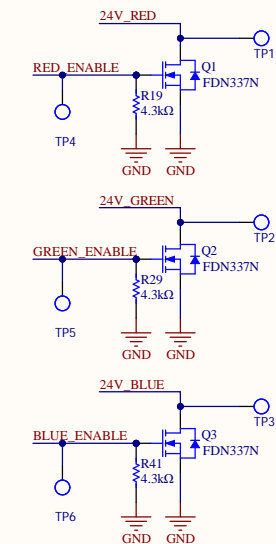 24V_RED
TP1
RED_ENABLE
Q1
FDN337N
R19
4.3kΩ
TP4
GND
GND
24V_GREEN
TP2
GREEN_ENABLE
Q2
FDN337N
R29
4.3kΩ
TP5
GND
GND
24V_BLUE
TP3
BLUE_ENABLE
Q3
FDN337N
R41
4.3kΩ
TP6
GND
GND